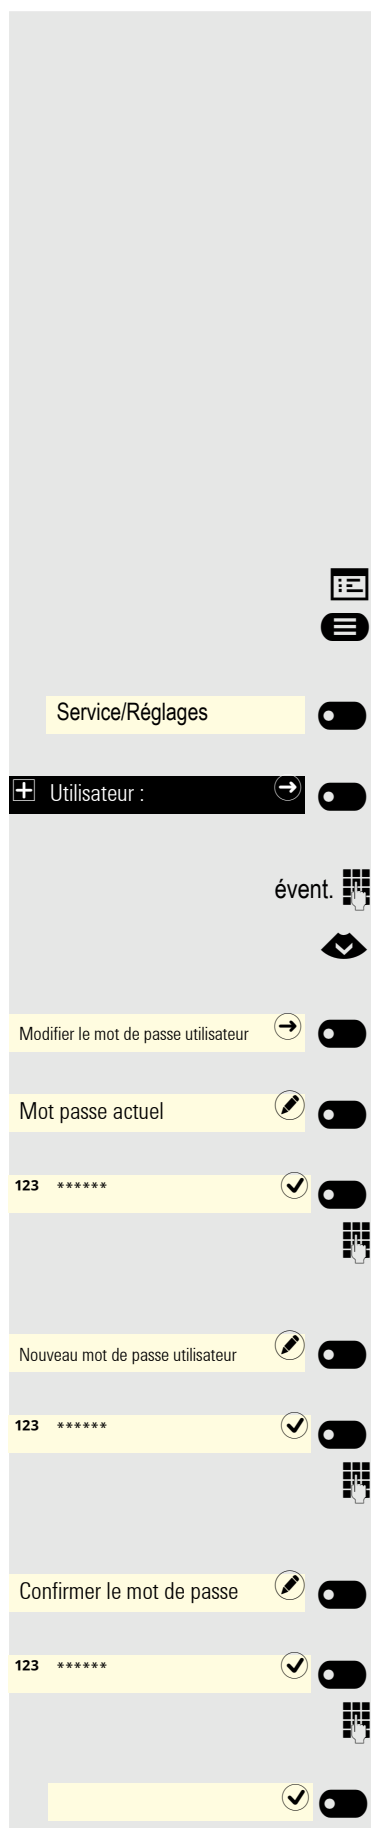 Service/Réglages
Utilisateur :
évent.
Modifier le mot de passe utilisateur
Mot passe actuel
123 ******
Nouveau mot de passe utilisateur
123 ******
Confirmer le mot de passe
123 ******